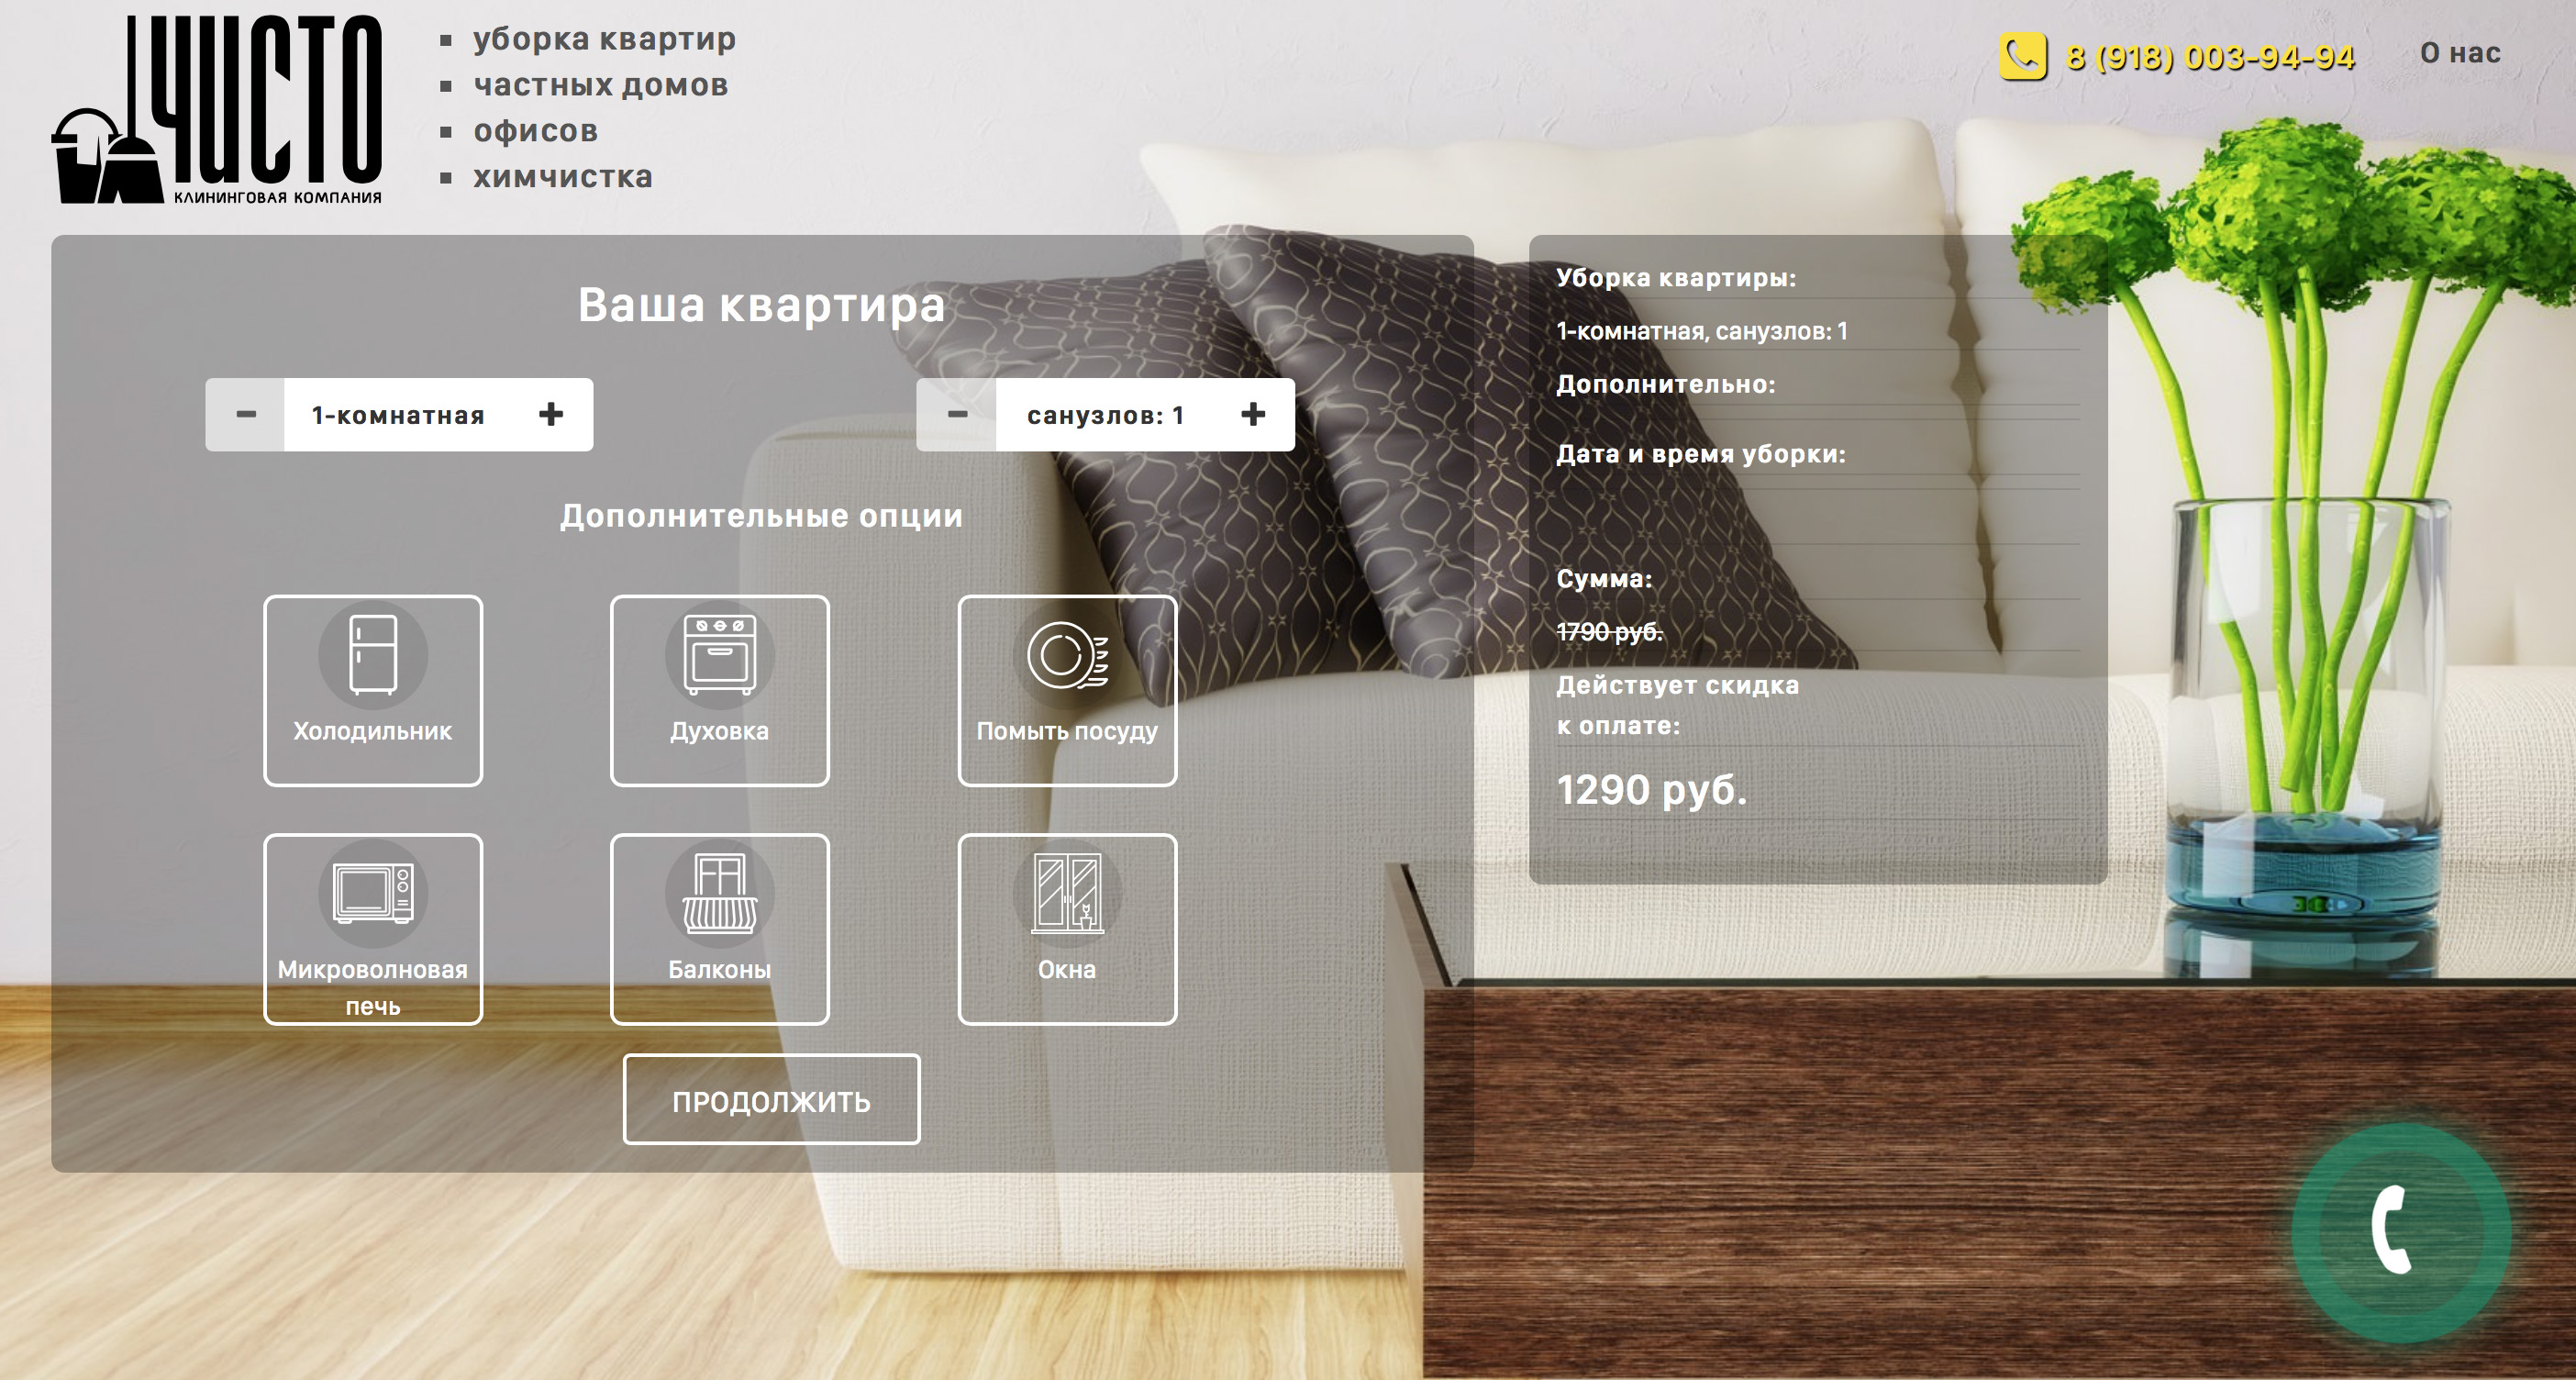 ЧИСТО
КЛИНИНГОВАЯ КОМПАНИЯ
уборка квартир
частных домов
офисов
химчистка
8 (918) 003-94-94
О нас
Ваша квартира
1-комнатная
санузлов: 1
Дополнительные опции
Холодильник
Духовка
Помыть посуду
Микроволновая
печь
Балконы
Окна
ПРОДОЛЖИТЬ
Уборка квартиры:
1-комнатная, санузлов: 1
Дополнительно:
Дата и время уборки:
Сумма:
1790 руб.
Действует скидка
к оплате:
1290 руб.